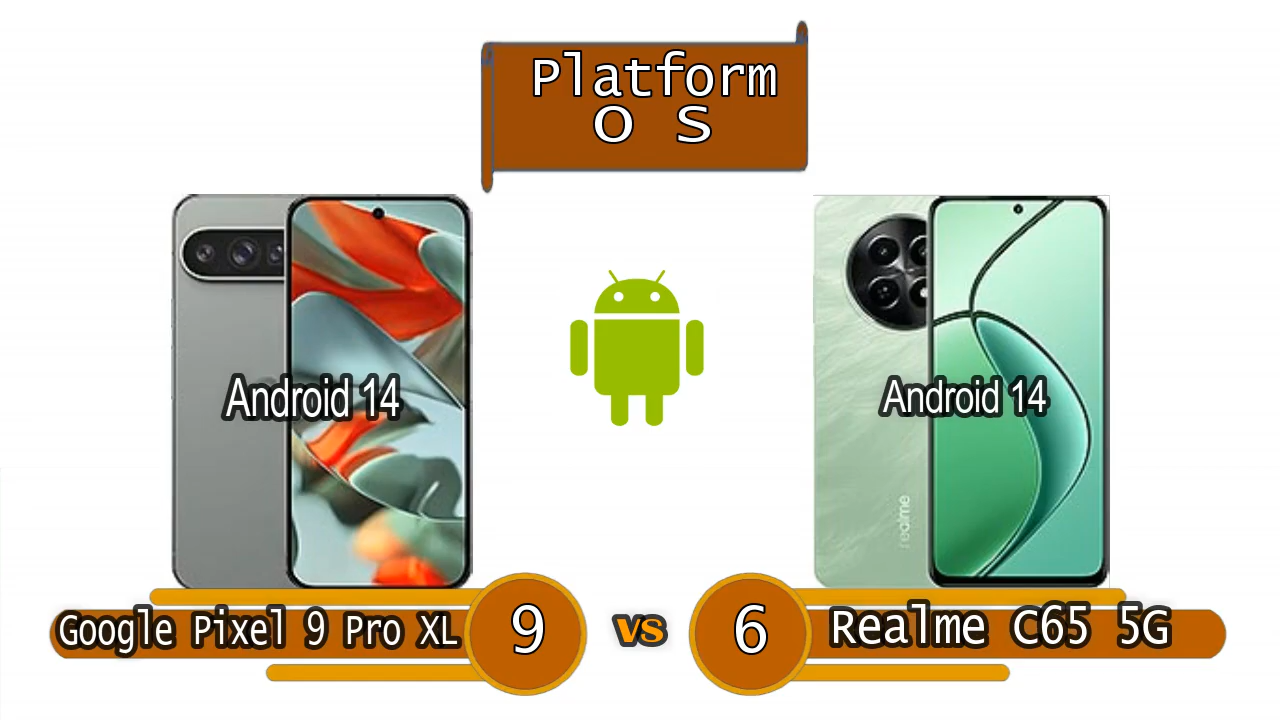 Platform
O S
Android 14
Android 14
realme
Google Pixel 9 Pro XL
9
vs
6
Realme C65 5G